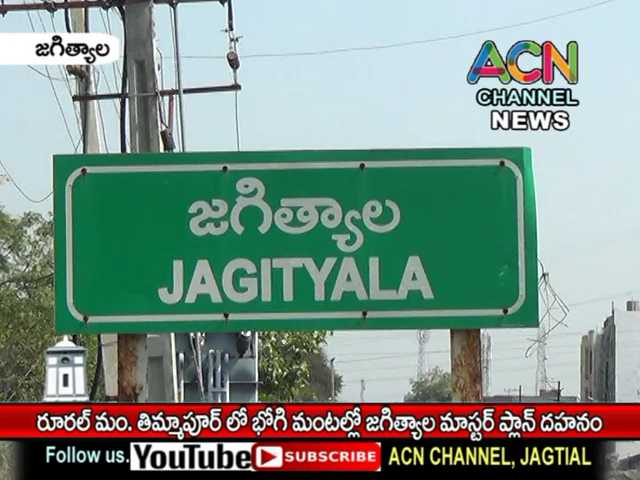 జగిత్యాల
ACN
CHANNEL
NEWS
జగిత్యాల
JAGITYALA
రూరల్ మం. తిమ్మాపూర్ లో భోగి మంటల్లో జగిత్యాల మాస్టర్ ప్లాన్ దహనం
Follow us. YouTube SUBSCRIBE ACN CHANNEL, JAGTIAL